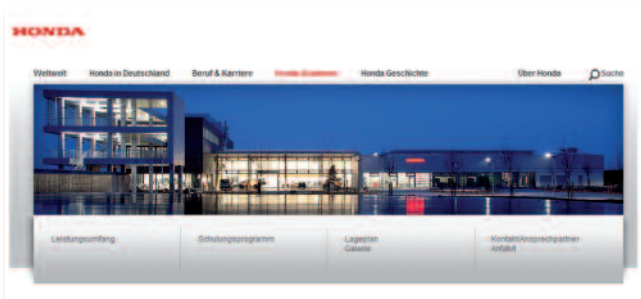 HONDA
Weltweit Honda in Deutschland Beruf & Karriere Honda Akademie Honda Geschichte Über Honda Suche
Leistungsumfang Schulungsprogramm Lageplan Kontakt/Ansprechpartner
Galerie Anfahrt